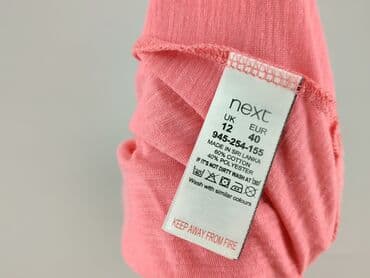 next
UK EUR
12 40
945-254-155
MADE IN SRI LANKA
60% COTTON
40% POLYESTER
IF IT'S NOT DIRTY WASH AT
Wash with similar colours
KEEP AWAY FROM FIRE